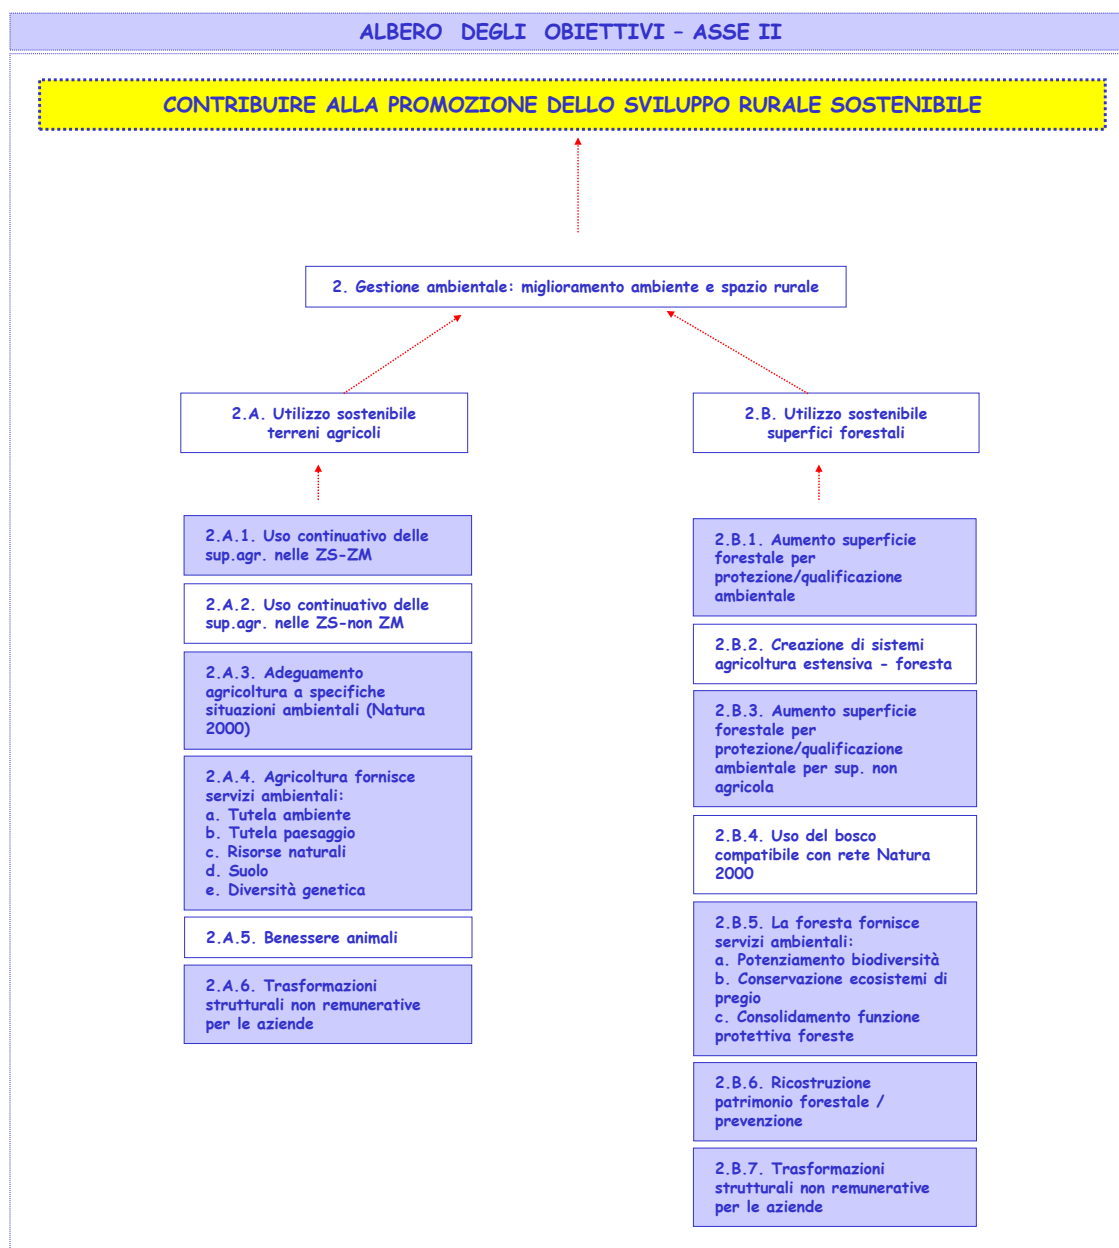 ALBERO DEGLI OBIETTIVI – ASSE II
CONTRIBUIRE ALLA PROMOZIONE DELLO SVILUPPO RURALE SOSTENIBILE
2. Gestione ambientale: miglioramento ambiente e spazio rurale
2.A. Utilizzo sostenibile
terreni agricoli
2.A.1. Uso continuativo delle
sup.agr. nelle ZS-ZM
2.A.2. Uso continuativo delle
sup.agr. nelle ZS-non ZM
2.A.3. Adeguamento
agricoltura a specifiche
situazioni ambientali (Natura
2000)
2.A.4. Agricoltura fornisce
servizi ambientali:
a. Tutela ambiente
b. Tutela paesaggio
c. Risorse naturali
d. Suolo
e. Diversità genetica
2.A.5. Benessere animali
2.A.6. Trasformazioni
strutturali non remunerative
per le aziende
2.B. Utilizzo sostenibile
superfici forestali
2.B.1. Aumento superficie
forestale per
protezione/qualificazione
ambientale
2.B.2. Creazione di sistemi
agricoltura estensiva - foresta
2.B.3. Aumento superficie
forestale per
protezione/qualificazione
ambientale per sup. non
agricola
2.B.4. Uso del bosco
compatibile con rete Natura
2000
2.B.5. La foresta fornisce
servizi ambientali:
a. Potenziamento biodiversità
b. Conservazione ecosistemi di
pregio
c. Consolidamento funzione
protettiva foreste
2.B.6. Ricostruzione
patrimonio forestale /
prevenzione
2.B.7. Trasformazioni
strutturali non remunerative
per le aziende